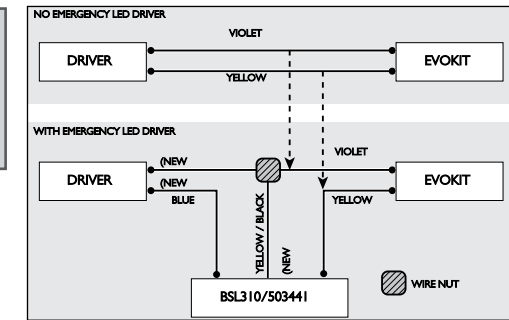 NO EMERGENCY LED DRIVER
VIOLET
DRIVER
EVOKIT
YELLOW
WITH EMERGENCY LED DRIVER
(NEW
VIOLET
DRIVER
(NEW
EVOKIT
BLUE
YELLOW
YELLOW / BLACK
(NEW
WIRE NUT
BSL310/503441